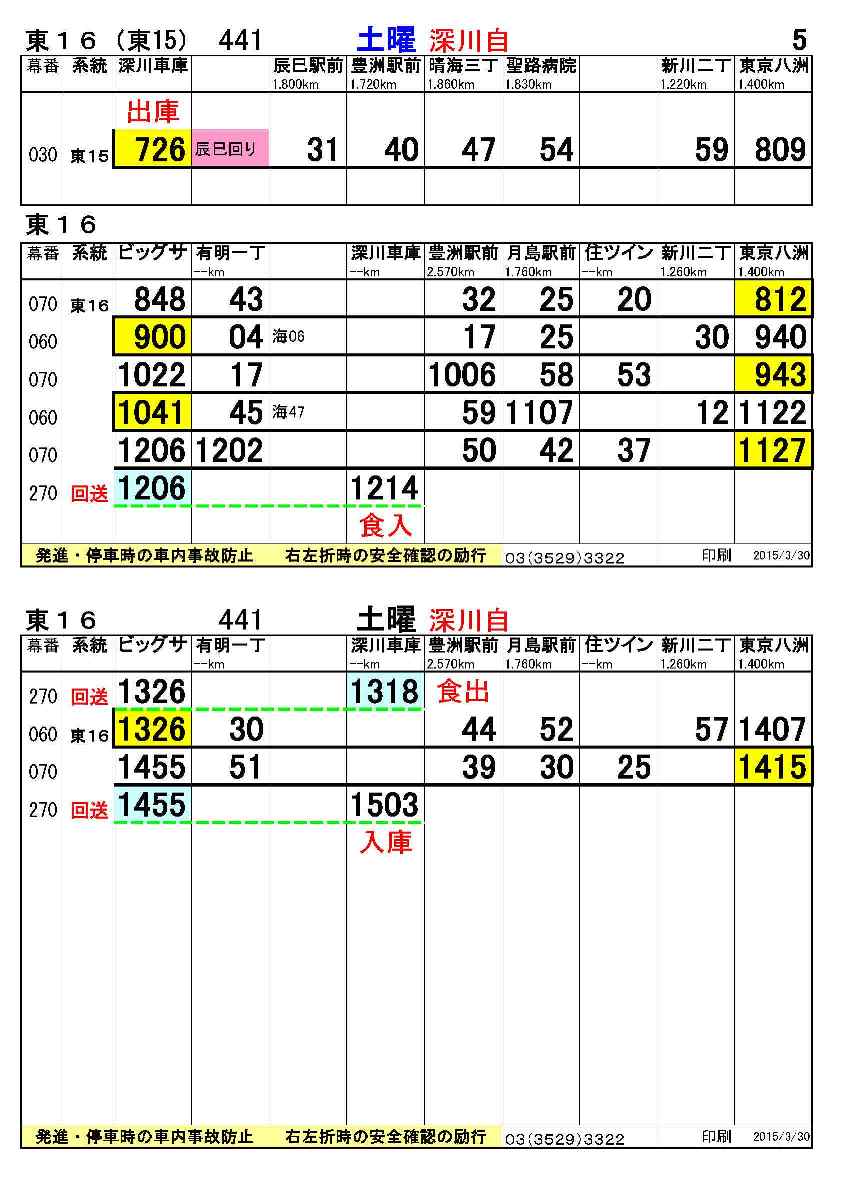 東１６（東15） 441 土曜 深川自 5
幕番 系統 深川車庫 辰巳駅前 豊洲駅前 晴海三丁 聖路病院 新川二丁 東京八洲
1.800km 1.720km 1.860km 1.830km 1.220km 1.400km
出庫
030 東15 726 辰巳回り 31 40 47 54 59 809
東１６
幕番 系統 ビッグサ 有明一丁 深川車庫 豊洲駅前 月島駅前 住ツイン 新川二丁 東京八洲
--km --km 2.570km 1.760km --km 1.260km 1.400km
070 東16 848 43 32 25 20 812
060 900 04 海06 17 25 30 940
070 1022 17 1006 58 53 943
060 1041 45 海47 59 1107 12 1122
070 1206 1202 50 42 37 1127
270 回送 1206 1214
食入
発進・停車時の車内事故防止 右左折時の安全確認の励行 03(3529)3322 印刷 2015/3/30
東１６ 441 土曜 深川自
幕番 系統 ビッグサ 有明一丁 深川車庫 豊洲駅前 月島駅前 住ツイン 新川二丁 東京八洲
--km --km 2.570km 1.760km --km 1.260km 1.400km
270 回送 1326 1318 食出
060 東16 1326 30 44 52 57 1407
070 1455 51 39 30 25 1415
270 回送 1455 1503
入庫
発進・停車時の車内事故防止 右左折時の安全確認の励行 03(3529)3322 印刷 2015/3/30